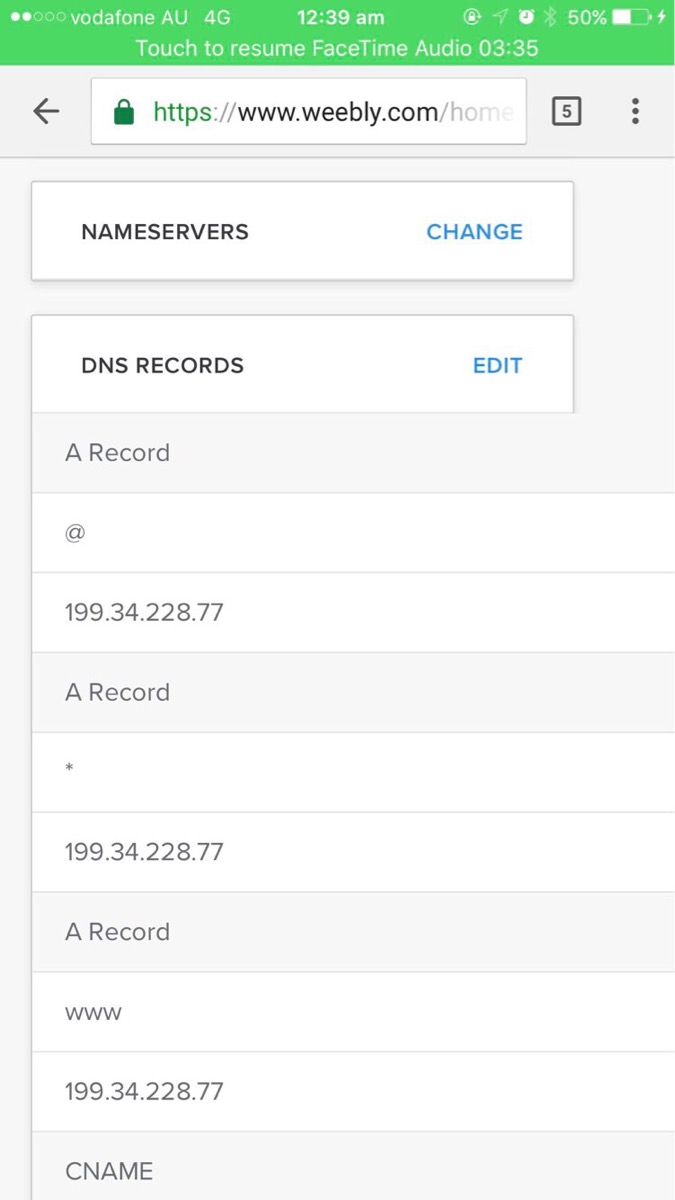 vodafone AU 4G 12:39 am 50%
Touch to resume FaceTime Audio 03:35
https://www.weebly.com/home 5
NAMESERVERS CHANGE
DNS RECORDS EDIT
A Record
@
199.34.228.77
A Record
*
199.34.228.77
A Record
www
199.34.228.77
CNAME